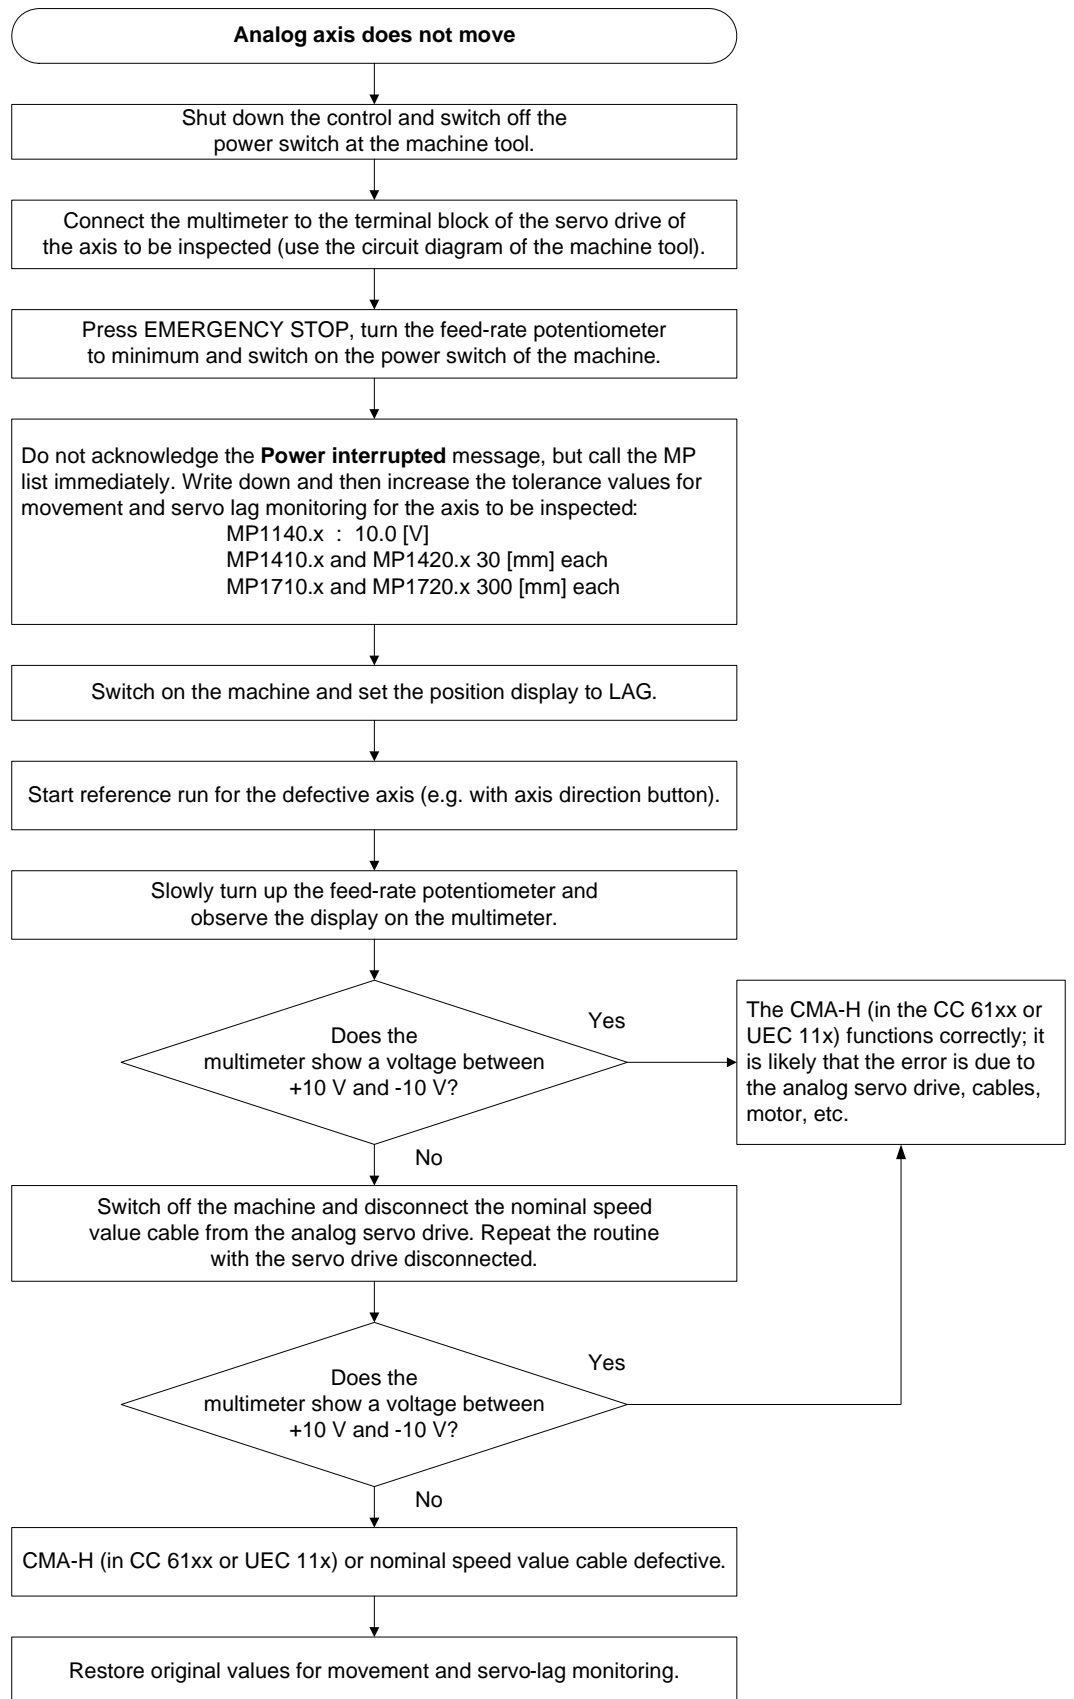 Analog axis does not move
Shut down the control and switch off the
power switch at the machine tool.
Connect the multimeter to the terminal block of the servo drive of
the axis to be inspected (use the circuit diagram of the machine tool).
Press EMERGENCY STOP, turn the feed-rate potentiometer
to minimum and switch on the power switch of the machine.
Do not acknowledge the Power interrupted message, but call the MP
list immediately. Write down and then increase the tolerance values for
movement and servo lag monitoring for the axis to be inspected:
MP1140.x : 10.0 [V]
MP1410.x and MP1420.x 30 [mm] each
MP1710.x and MP1720.x 300 [mm] each
Switch on the machine and set the position display to LAG.
Start reference run for the defective axis (e.g. with axis direction button).
Slowly turn up the feed-rate potentiometer and
observe the display on the multimeter.
Does the
multimeter show a voltage between
+10 V and -10 V?
Yes
The CMA-H (in the CC 61xx or
UEC 11x) functions correctly; it
is likely that the error is due to
the analog servo drive, cables,
motor, etc.
No
Switch off the machine and disconnect the nominal speed
value cable from the analog servo drive. Repeat the routine
with the servo drive disconnected.
Does the
multimeter show a voltage between
+10 V and -10 V?
Yes
No
CMA-H (in CC 61xx or UEC 11x) or nominal speed value cable defective.
Restore original values for movement and servo-lag monitoring.